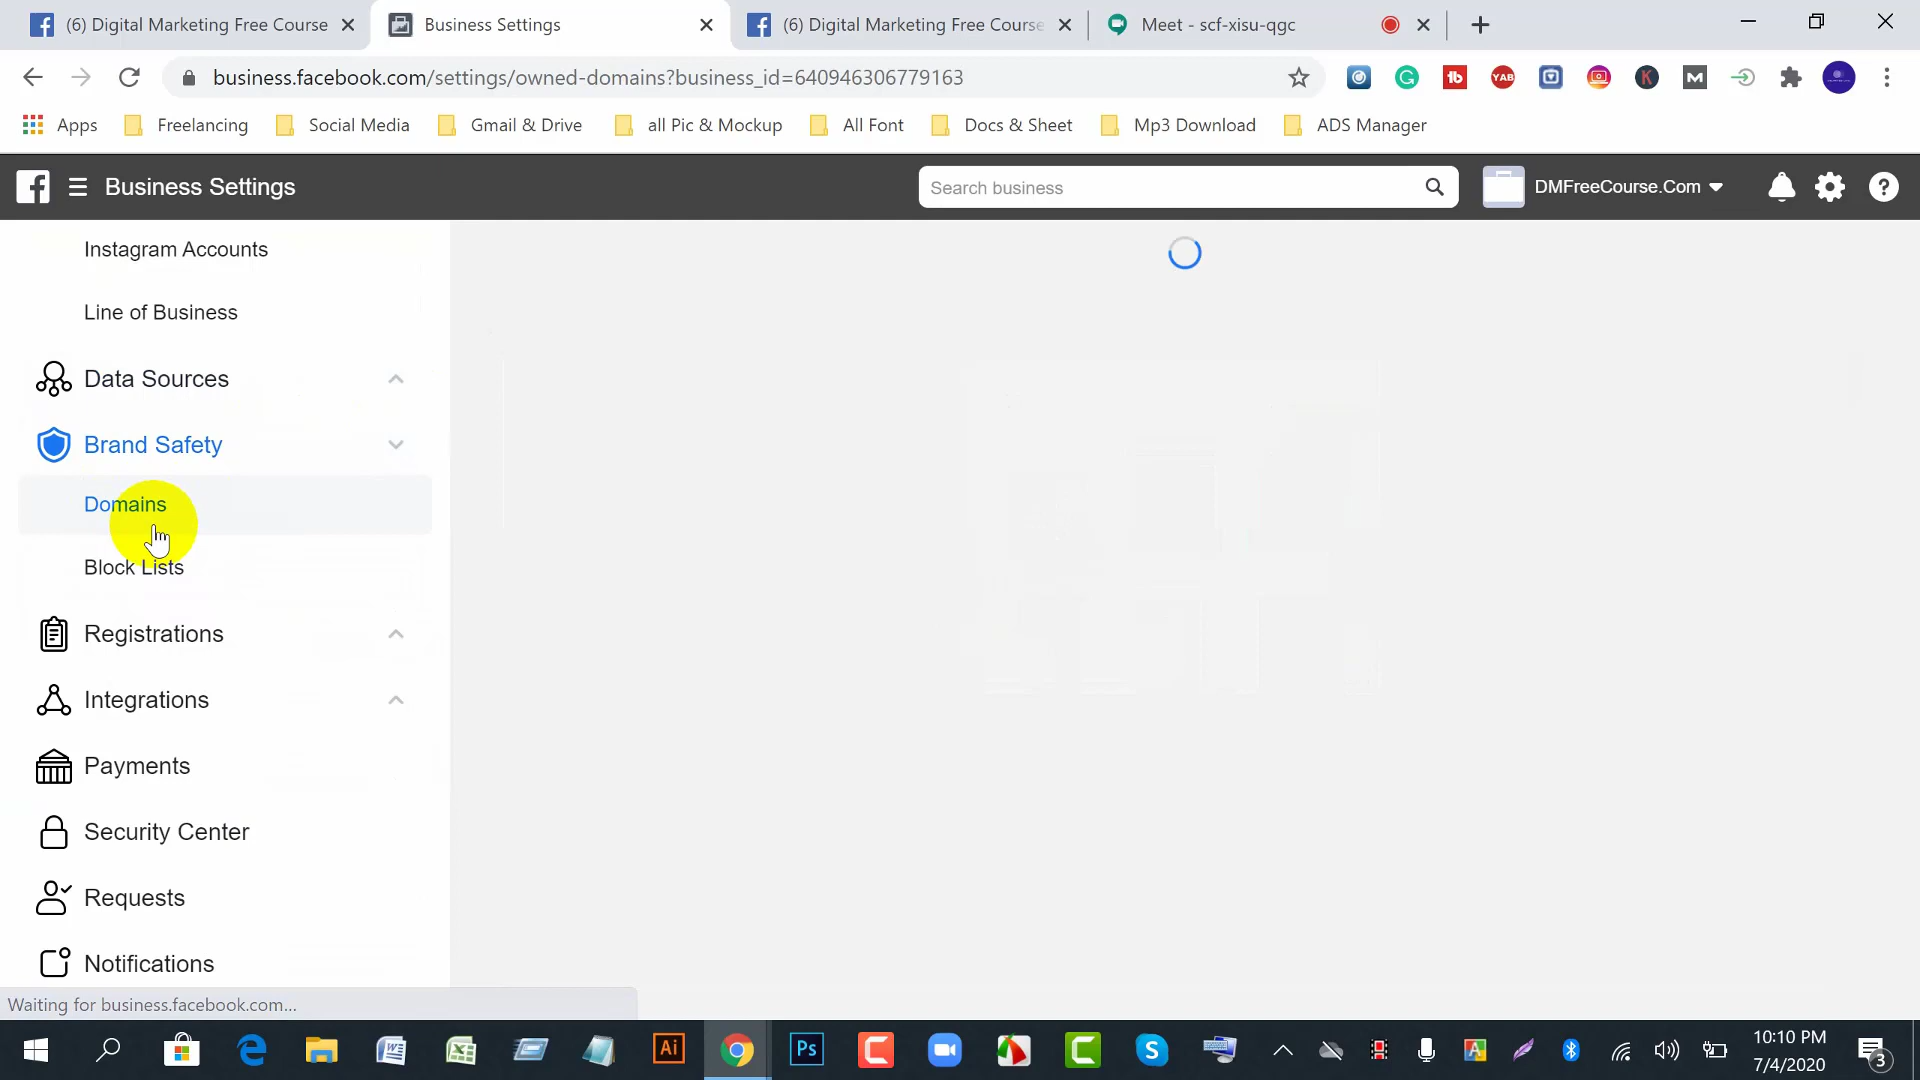 (6) Digital Marketing Free Course
Business Settings
(6) Digital Marketing Free Course
Meet - scf-xisu-qgc
business.facebook.com/settings/owned-domains?business_id=640946306779163
Apps
Freelancing
Social Media
Gmail & Drive
all Pic & Mockup
All Font
Docs & Sheet
Mp3 Download
ADS Manager
Business Settings
Search business
DMFreeCourse.Com
Instagram Accounts
Line of Business
Data Sources
Brand Safety
Domains
Block Lists
Registrations
Integrations
Payments
Security Center
Requests
Notifications
Waiting for business.facebook.com...
10:10 PM
7/4/2020
3